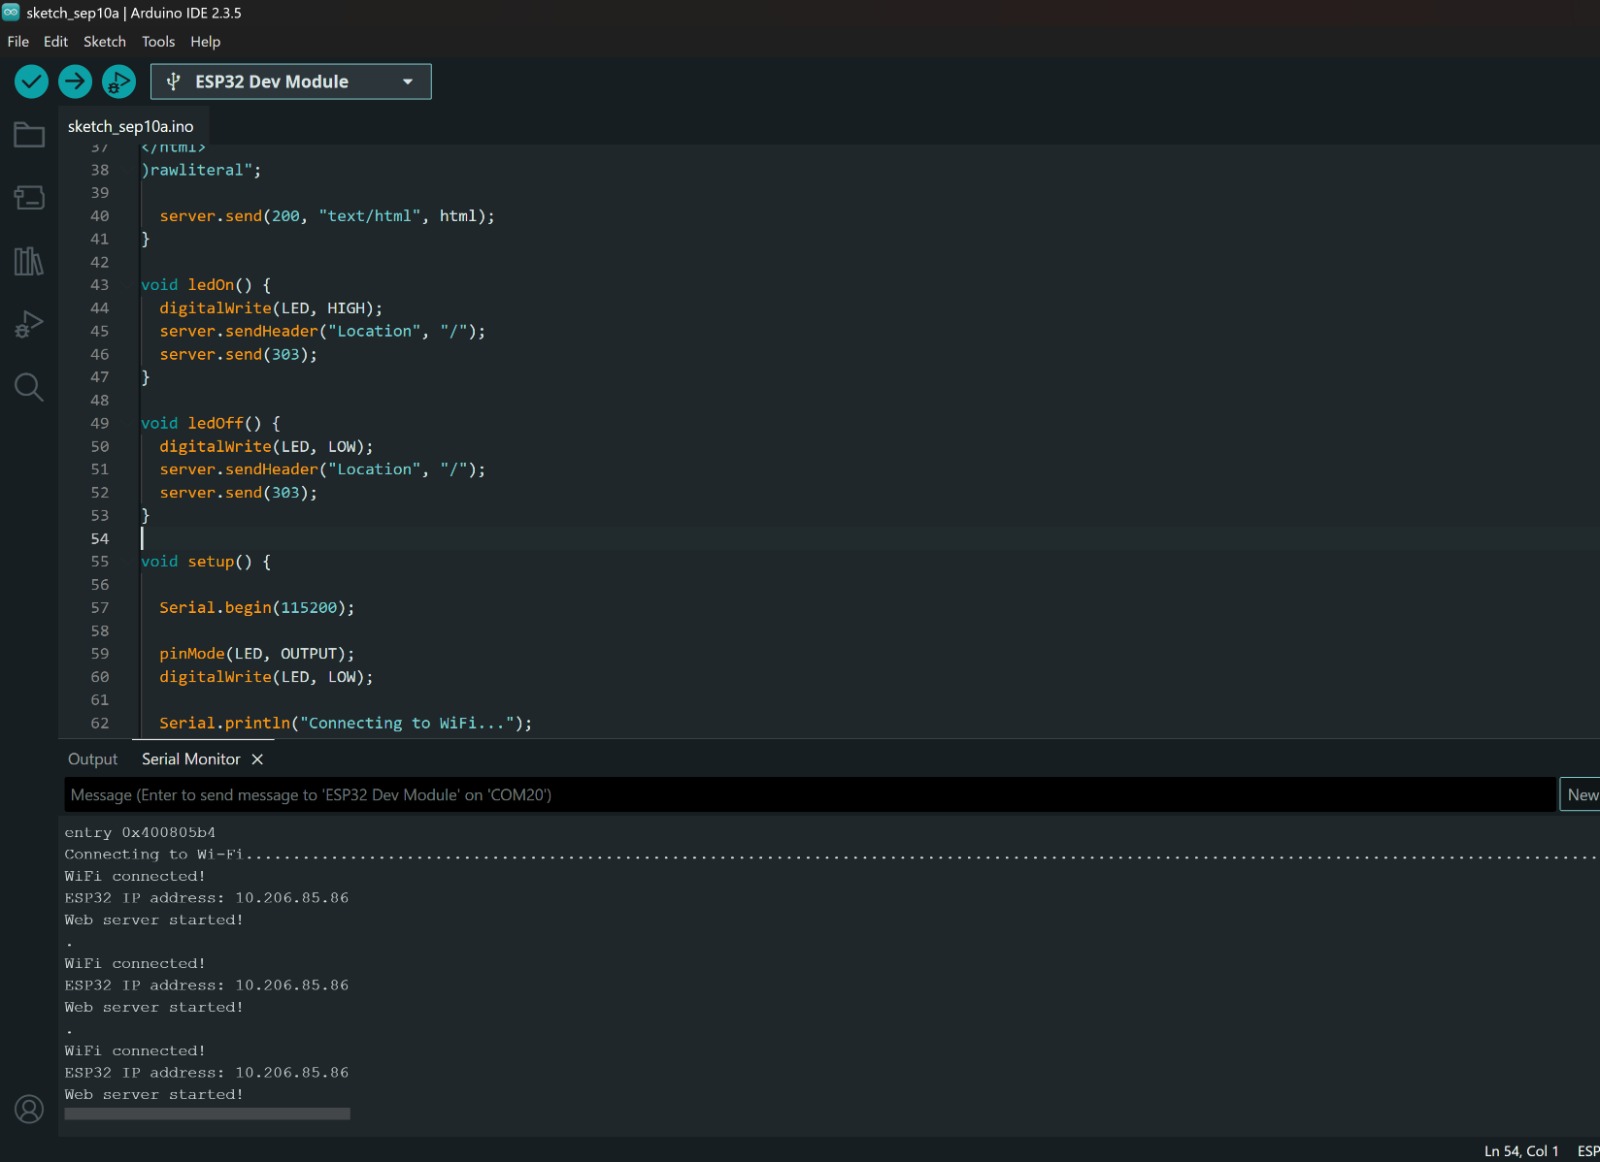 sketch_sep10a | Arduino IDE 2.3.5
File Edit Sketch Tools Help
ESP32 Dev Module
sketch_sep10a.ino
37 </html>
38 )rawliteral";
39
40 server.send(200, "text/html", html);
41 }
42
43 void ledOn() {
44 digitalWrite(LED, HIGH);
45 server.sendHeader("Location", "/");
46 server.send(303);
47 }
48
49 void ledOff() {
50 digitalWrite(LED, LOW);
51 server.sendHeader("Location", "/");
52 server.send(303);
53 }
54
55 void setup() {
56
57 Serial.begin(115200);
58
59 pinMode(LED, OUTPUT);
60 digitalWrite(LED, LOW);
61
62 Serial.println("Connecting to WiFi...");
Output Serial Monitor
Message (Enter to send message to 'ESP32 Dev Module' on 'COM20') New
entry 0x400805b4
Connecting to Wi-Fi...............................................................................................................................................
WiFi connected!
ESP32 IP address: 10.206.85.86
Web server started!
.
WiFi connected!
ESP32 IP address: 10.206.85.86
Web server started!
.
WiFi connected!
ESP32 IP address: 10.206.85.86
Web server started!
Ln 54, Col 1 ESP